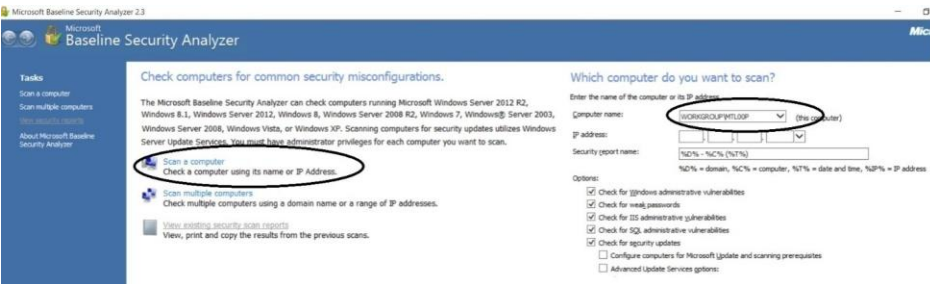 Microsoft Baseline Security Analyzer 2.3
Microsoft
Baseline Security Analyzer
Tasks
Scan a computer
Scan multiple computers
View security reports
About Microsoft Baseline
Security Analyzer
Check computers for common security misconfigurations.
The Microsoft Baseline Security Analyzer can check computers running Microsoft Windows Server 2012 R2,
Windows 8.1, Windows Server 2012, Windows 8, Windows Server 2008 R2, Windows 7, Windows® Server 2003,
Windows Server 2008, Windows Vista, or Windows XP. Scanning computers for security updates utilizes Windows
Server Update Services. You must have administrator privileges for each computer you want to scan.
Scan a computer
Check a computer using its name or IP Address.
Scan multiple computers
Check multiple computers using a domain name or a range of IP addresses.
View existing security scan reports
View, print and copy the results from the previous scans.
Which computer do you want to scan?
Enter the name of the computer or its IP address.
Computer name:
WORKGROUP\MTL00P
(this computer)
IP address:
Security report name:
%D% - %C% (%T%)
%D% = domain, %C% = computer, %T% = date and time, %IP% = IP address
Options:
Check for Windows administrative vulnerabilities
Check for weak passwords
Check for IIS administrative vulnerabilities
Check for SQL administrative vulnerabilities
Check for security updates
Configure computers for Microsoft Update and scanning prerequisites
Advanced Update Services options: